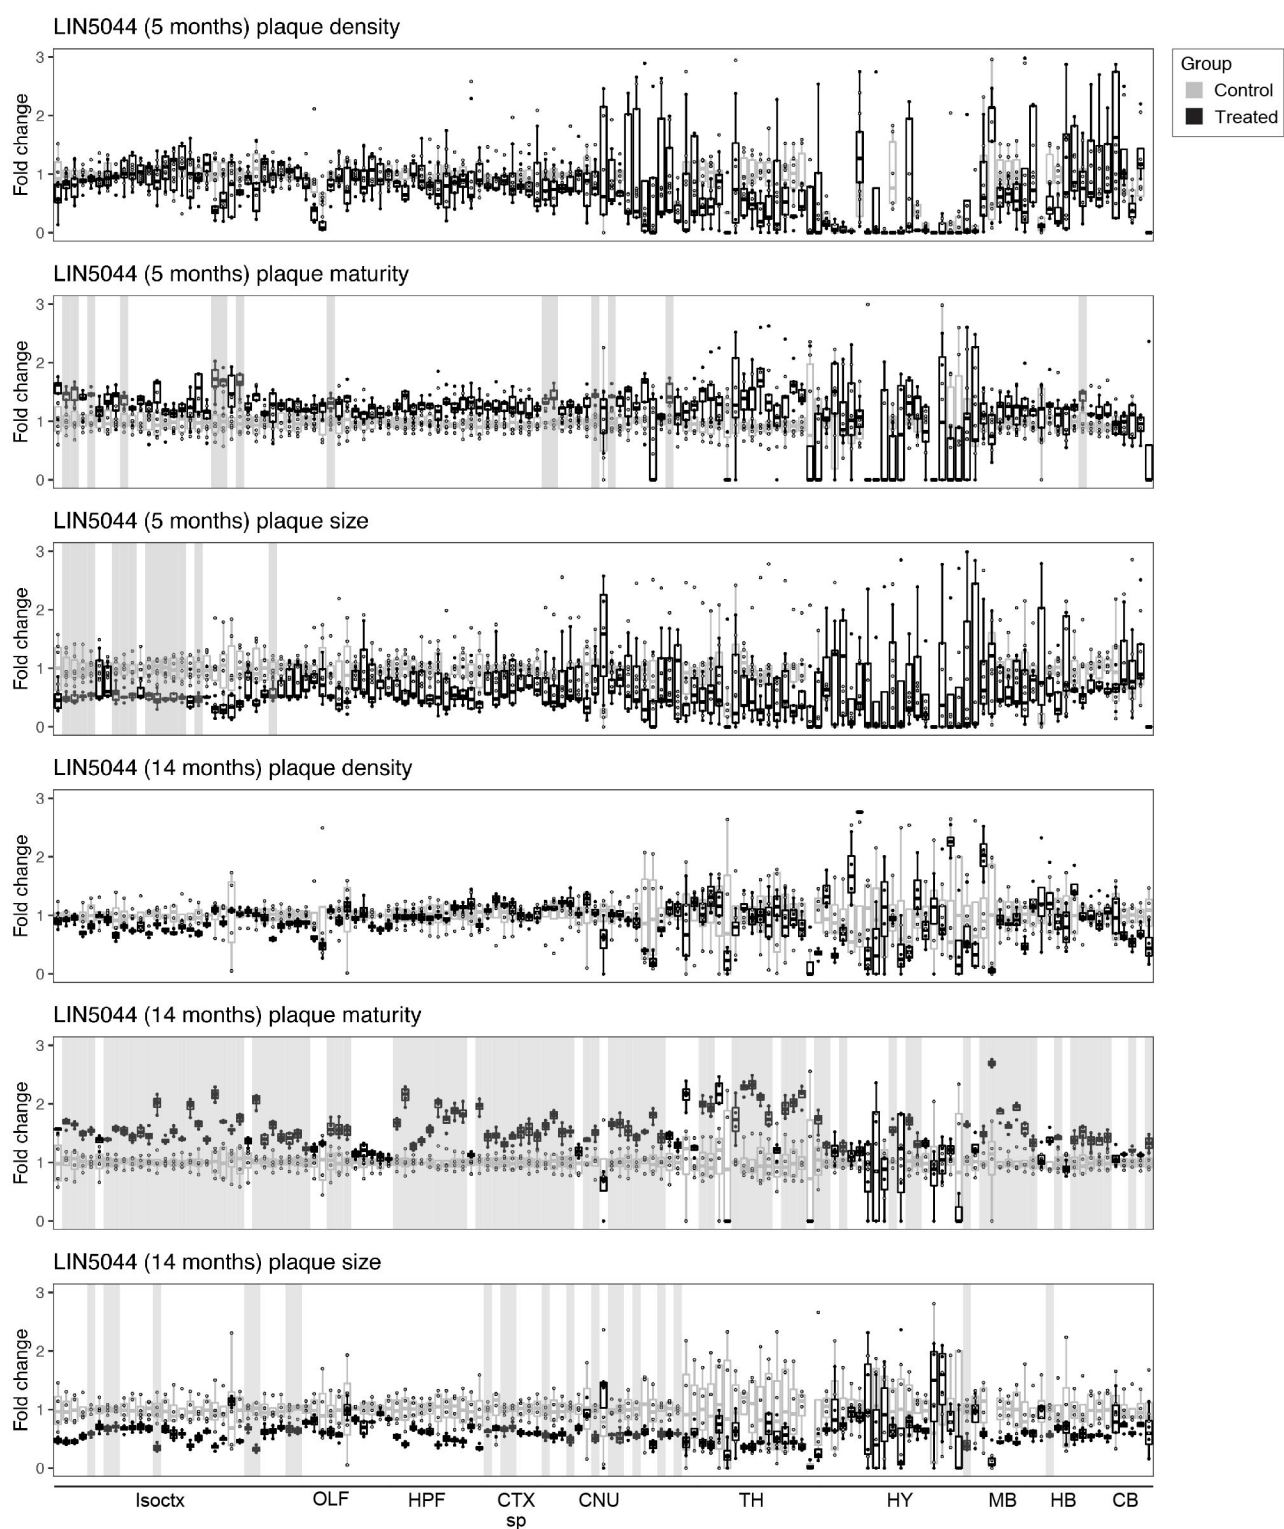 LIN5044 (5 months) plaque density
3
2
1
0
Fold change
Group
Control
Treated
LIN5044 (5 months) plaque maturity
3
2
1
0
Fold change
LIN5044 (5 months) plaque size
3
2
1
0
Fold change
LIN5044 (14 months) plaque density
3
2
1
0
Fold change
LIN5044 (14 months) plaque maturity
3
2
1
0
Fold change
LIN5044 (14 months) plaque size
3
2
1
0
Fold change
Isoctx OLF HPF CTX CNU TH HY MB HB CB
sp